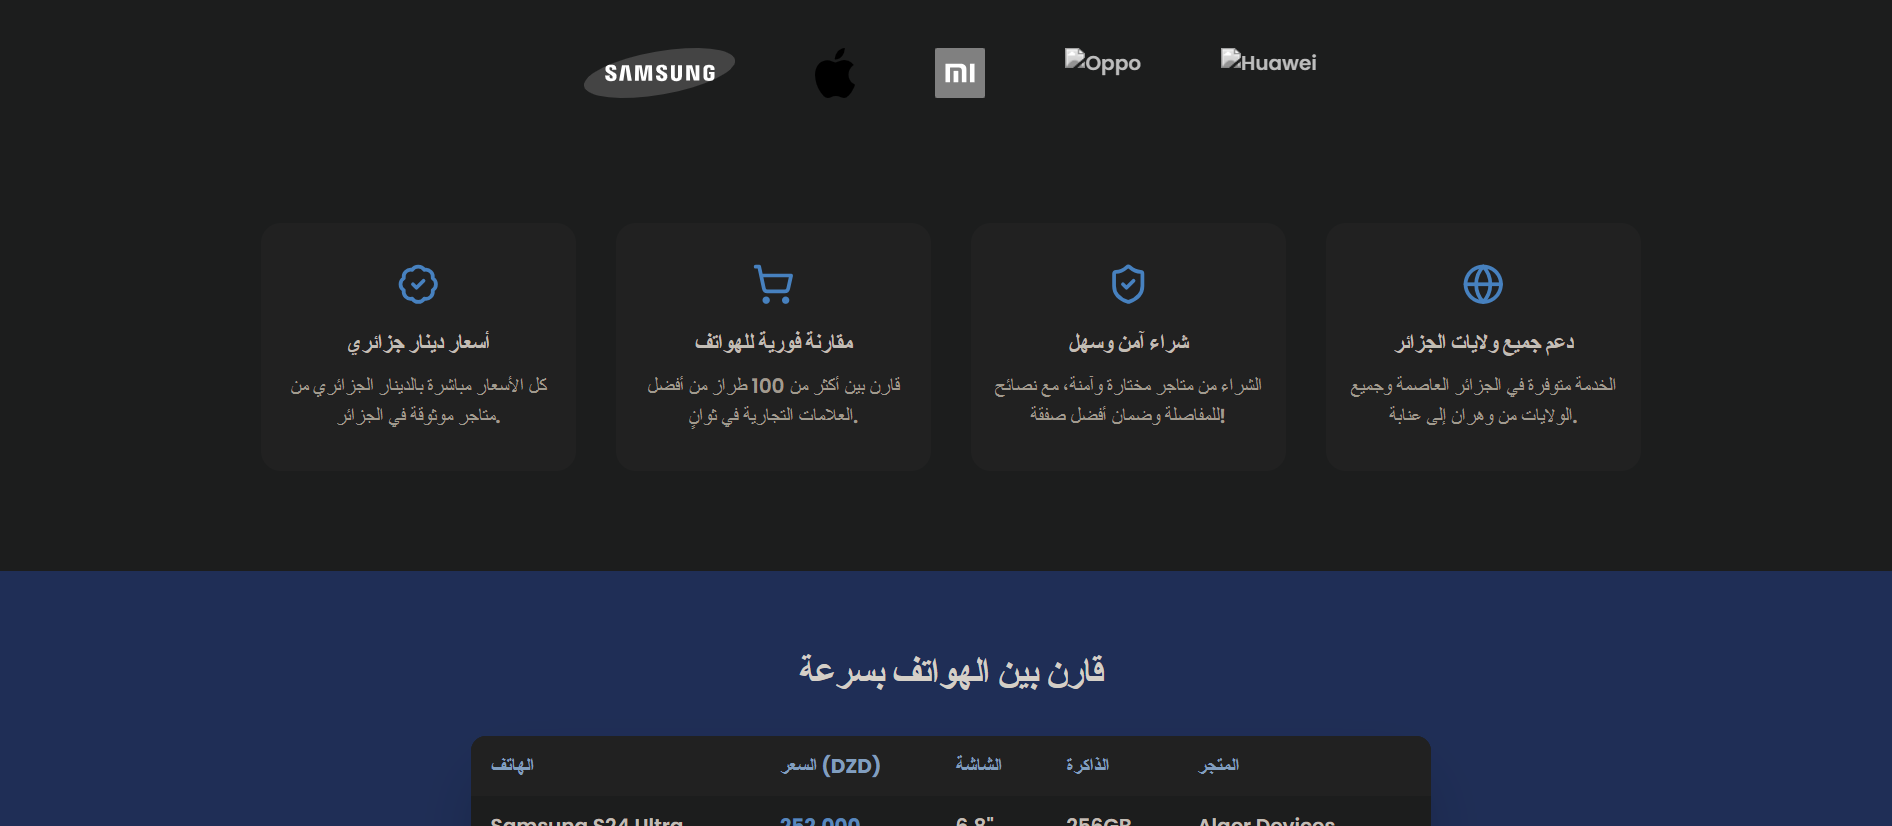 SAMSUNG
Oppo
Huawei
أسعار دينار جزائري
كل الأسعار مباشرة بالدينار الجزائري من
متاجر موثوقة في الجزائر.
مقارنة فورية للهواتف
قارن بين أكثر من 100 طراز من أفضل
العلامات التجارية في ثوانٍ.
شراء آمن وسهل
الشراء من متاجر مختارة وآمنة، مع نصائح
للمفاصلة وضمان أفضل صفقة!
دعم جميع ولايات الجزائر
الخدمة متوفرة في الجزائر العاصمة وجميع
الولايات من وهران إلى عنابة.
قارن بين الهواتف بسرعة
الهاتف السعر (DZD) الشاشة الذاكرة المتجر
Samsung S24 Ultra 252,000 6.8" 256GB Alger Devices